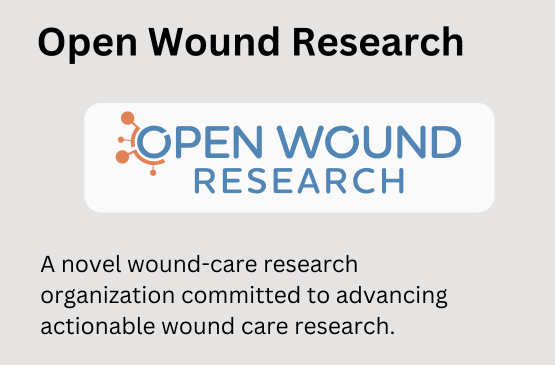 Open Wound Research
OPEN WOUND
RESEARCH
A novel wound-care research
organization committed to advancing
actionable wound care research.